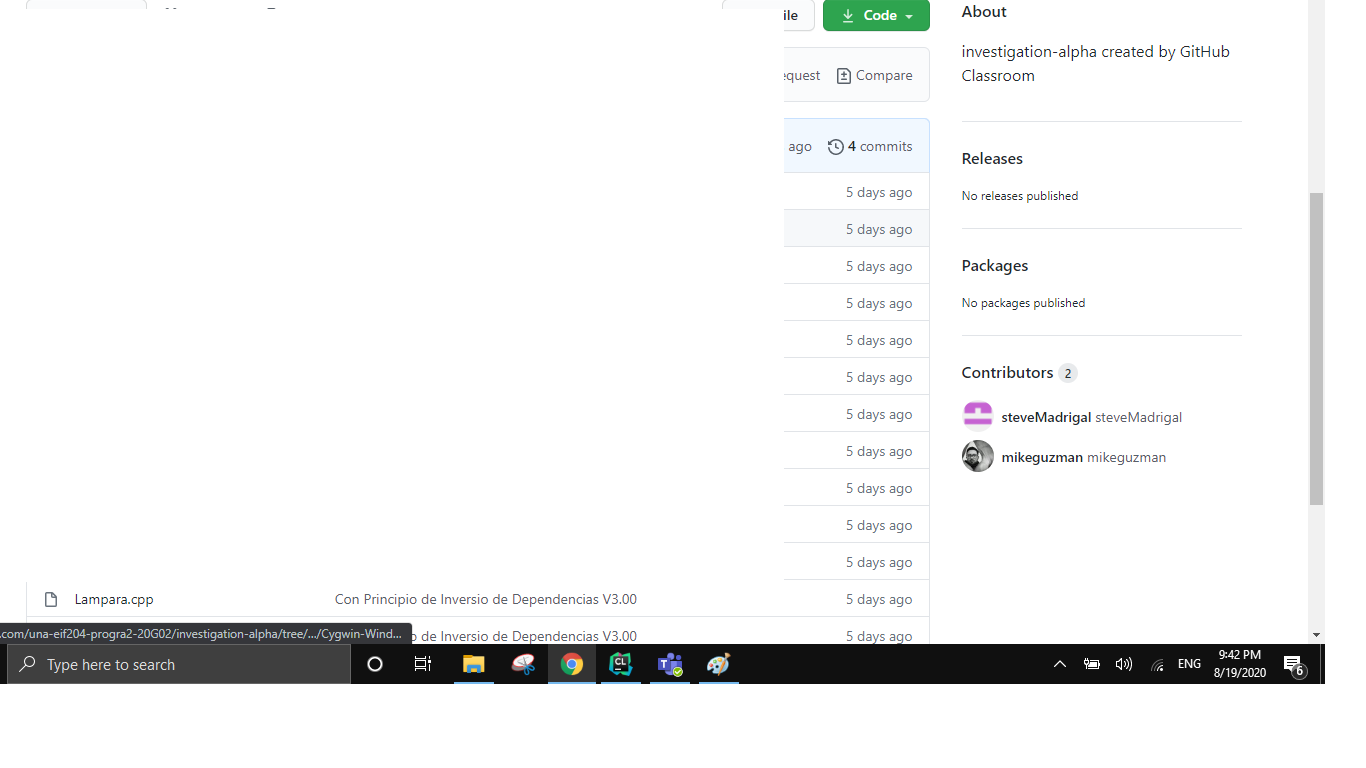 ile
Code
equest
Compare
ago
4 commits
5 days ago
5 days ago
5 days ago
5 days ago
5 days ago
5 days ago
5 days ago
5 days ago
5 days ago
5 days ago
5 days ago
Lampara.cpp Con Principio de Inversio de Dependencias V3.00 5 days ago
o de Inversio de Dependencias V3.00 5 days ago
.com/una-eif204-progra2-20G02/investigation-alpha/tree/.../Cygwin-Wind...
About
investigation-alpha created by GitHub
Classroom
Releases
No releases published
Packages
No packages published
Contributors 2
steveMadrigal steveMadrigal
mikeguzman mikeguzman
Type here to search
CL
T
ENG
9:42 PM
8/19/2020
6